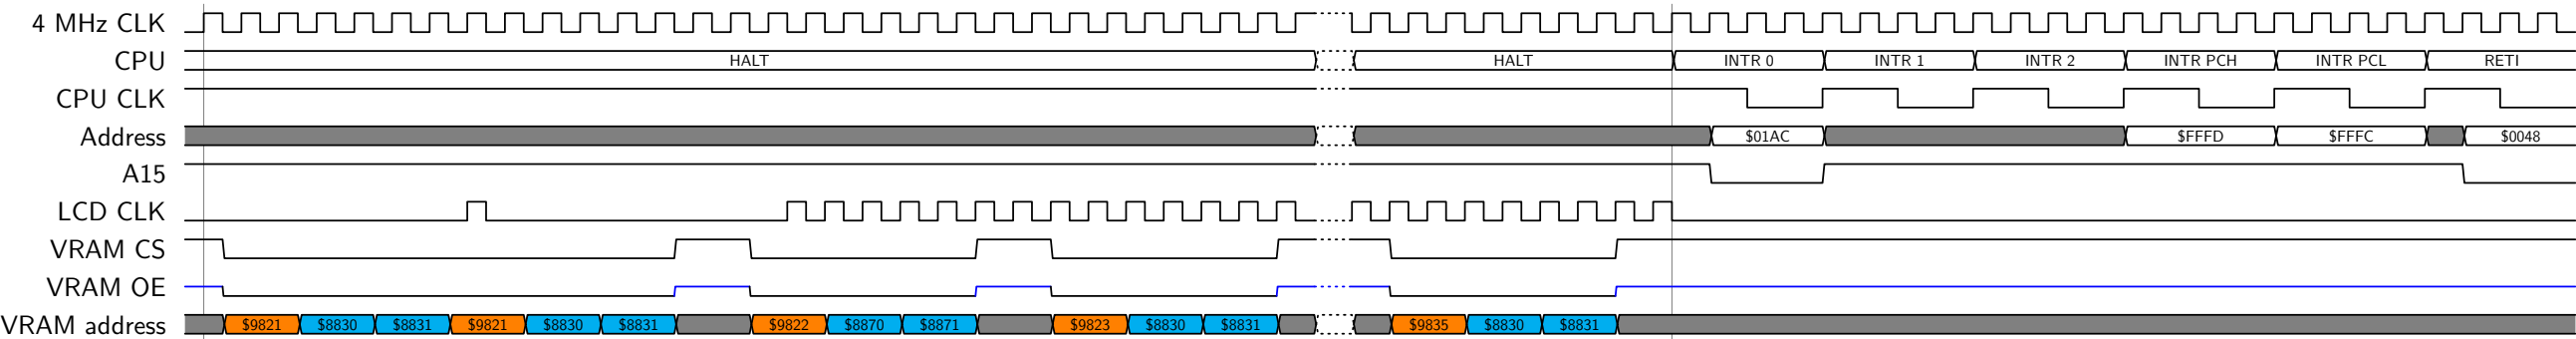 4 MHz CLK
CPU HALT HALT INTR 0 INTR 1 INTR 2 INTR PCH INTR PCL RETI
CPU CLK
Address $01AC $FFFD $FFFC $0048
A15
LCD CLK
VRAM CS
VRAM OE
VRAM address $9821 $8830 $8831 $9821 $8830 $8831 $9822 $8870 $8871 $9823 $8830 $8831 $9835 $8830 $8831